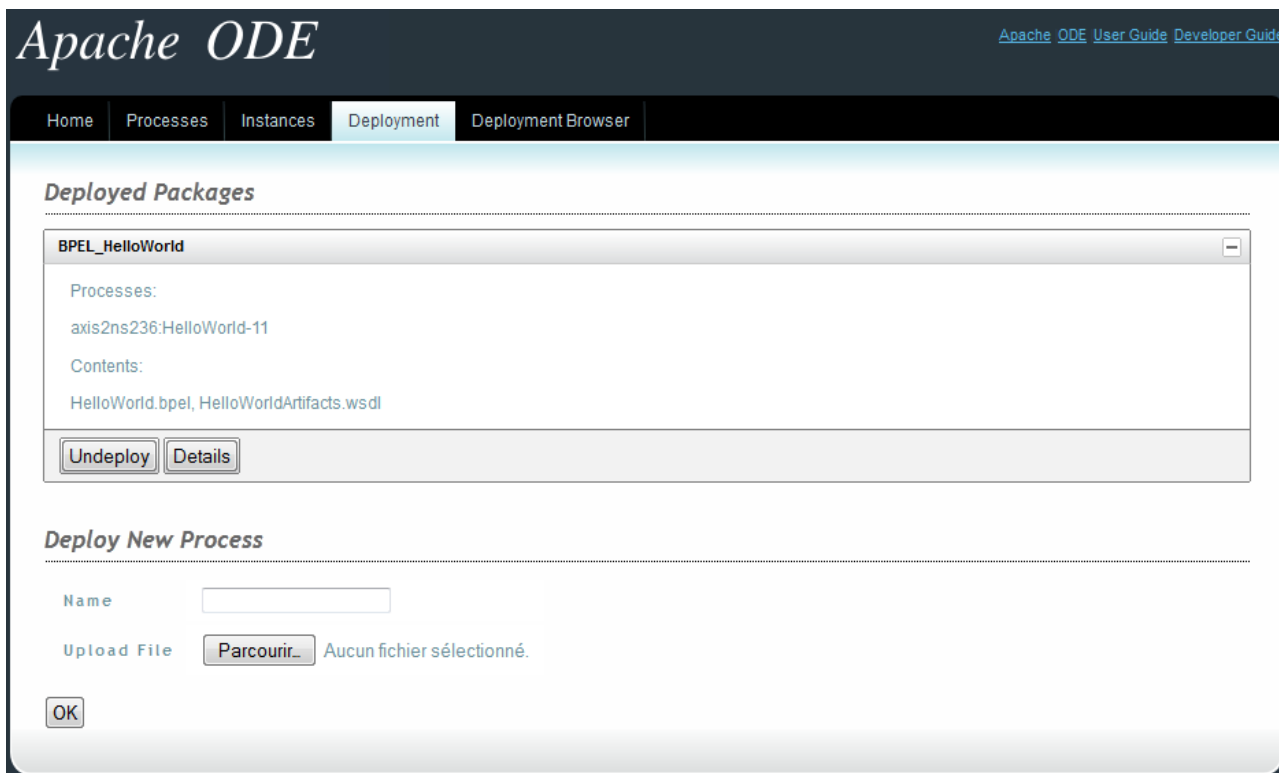 Apache ODE
Apache ODE User Guide Developer Guide
Home Processes Instances Deployment Deployment Browser
Deployed Packages
BPEL_HelloWorld
Processes:
axis2ns236:HelloWorld-11
Contents:
HelloWorld.bpel, HelloWorldArtifacts.wsdl
Undeploy Details
Deploy New Process
Name
Upload File Parcourir... Aucun fichier sélectionné.
OK